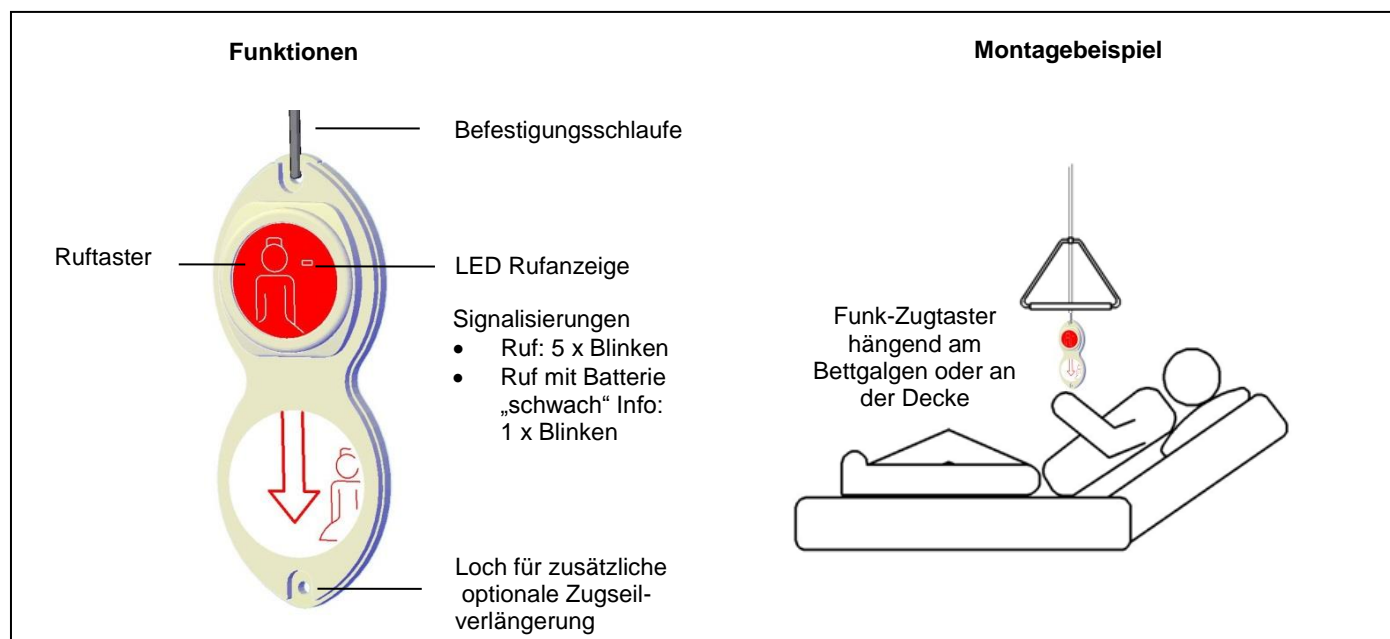 Funktionen
Befestigungsschlaufe
Ruftaster
LED Rufanzeige
Signalisierungen
• Ruf: 5 x Blinken
• Ruf mit Batterie
„schwach“ Info:
1 x Blinken
Loch für zusätzliche
optionale Zugseil-
verlängerung
Montagebeispiel
Funk-Zugtaster
hängend am
Bettgalgen oder an
der Decke